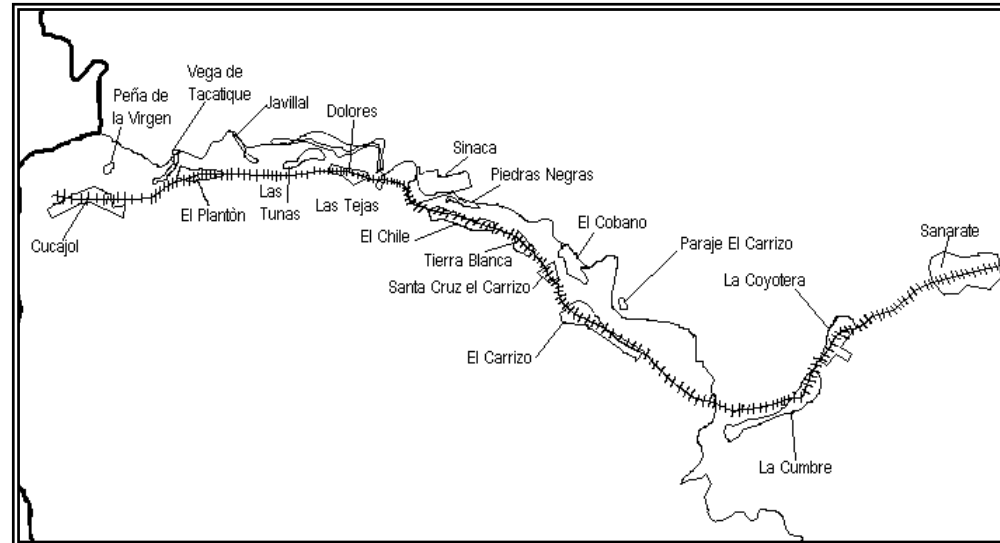 Vega de
Tacatique
Peña de
la Virgen
Javillal
Dolores
Sinaca
Piedras Negras
Las
Tunas
Las Tejas
El Plantòn
Cucajol
El Chile
El Cobano
Tierra Blanca
Santa Cruz el Carrizo
Paraje El Carrizo
Sanarate
La Coyotera
El Carrizo
La Cumbre